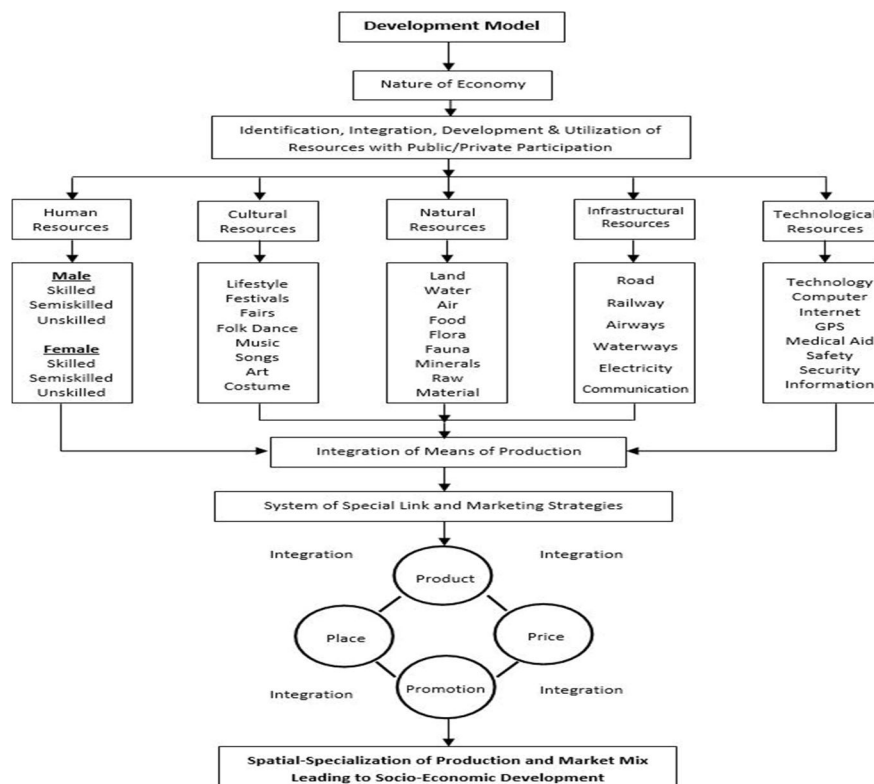 Development Model
Nature of Economy
Identification, Integration, Development & Utilization of
Resources with Public/Private Participation
Human
Resources
Cultural
Resources
Natural
Resources
Infrastructural
Resources
Technological
Resources
Male
Skilled
Semiskilled
Unskilled
Female
Skilled
Semiskilled
Unskilled
Lifestyle
Festivals
Fairs
Folk Dance
Music
Songs
Art
Costume
Land
Water
Air
Food
Flora
Fauna
Minerals
Raw
Material
Road
Railway
Airways
Waterways
Electricity
Communication
Technology
Computer
Internet
GPS
Medical Aid
Safety
Security
Information
Integration of Means of Production
System of Special Link and Marketing Strategies
Integration
Integration
Product
Place
Price
Promotion
Integration
Integration
Spatial-Specialization of Production and Market Mix
Leading to Socio-Economic Development